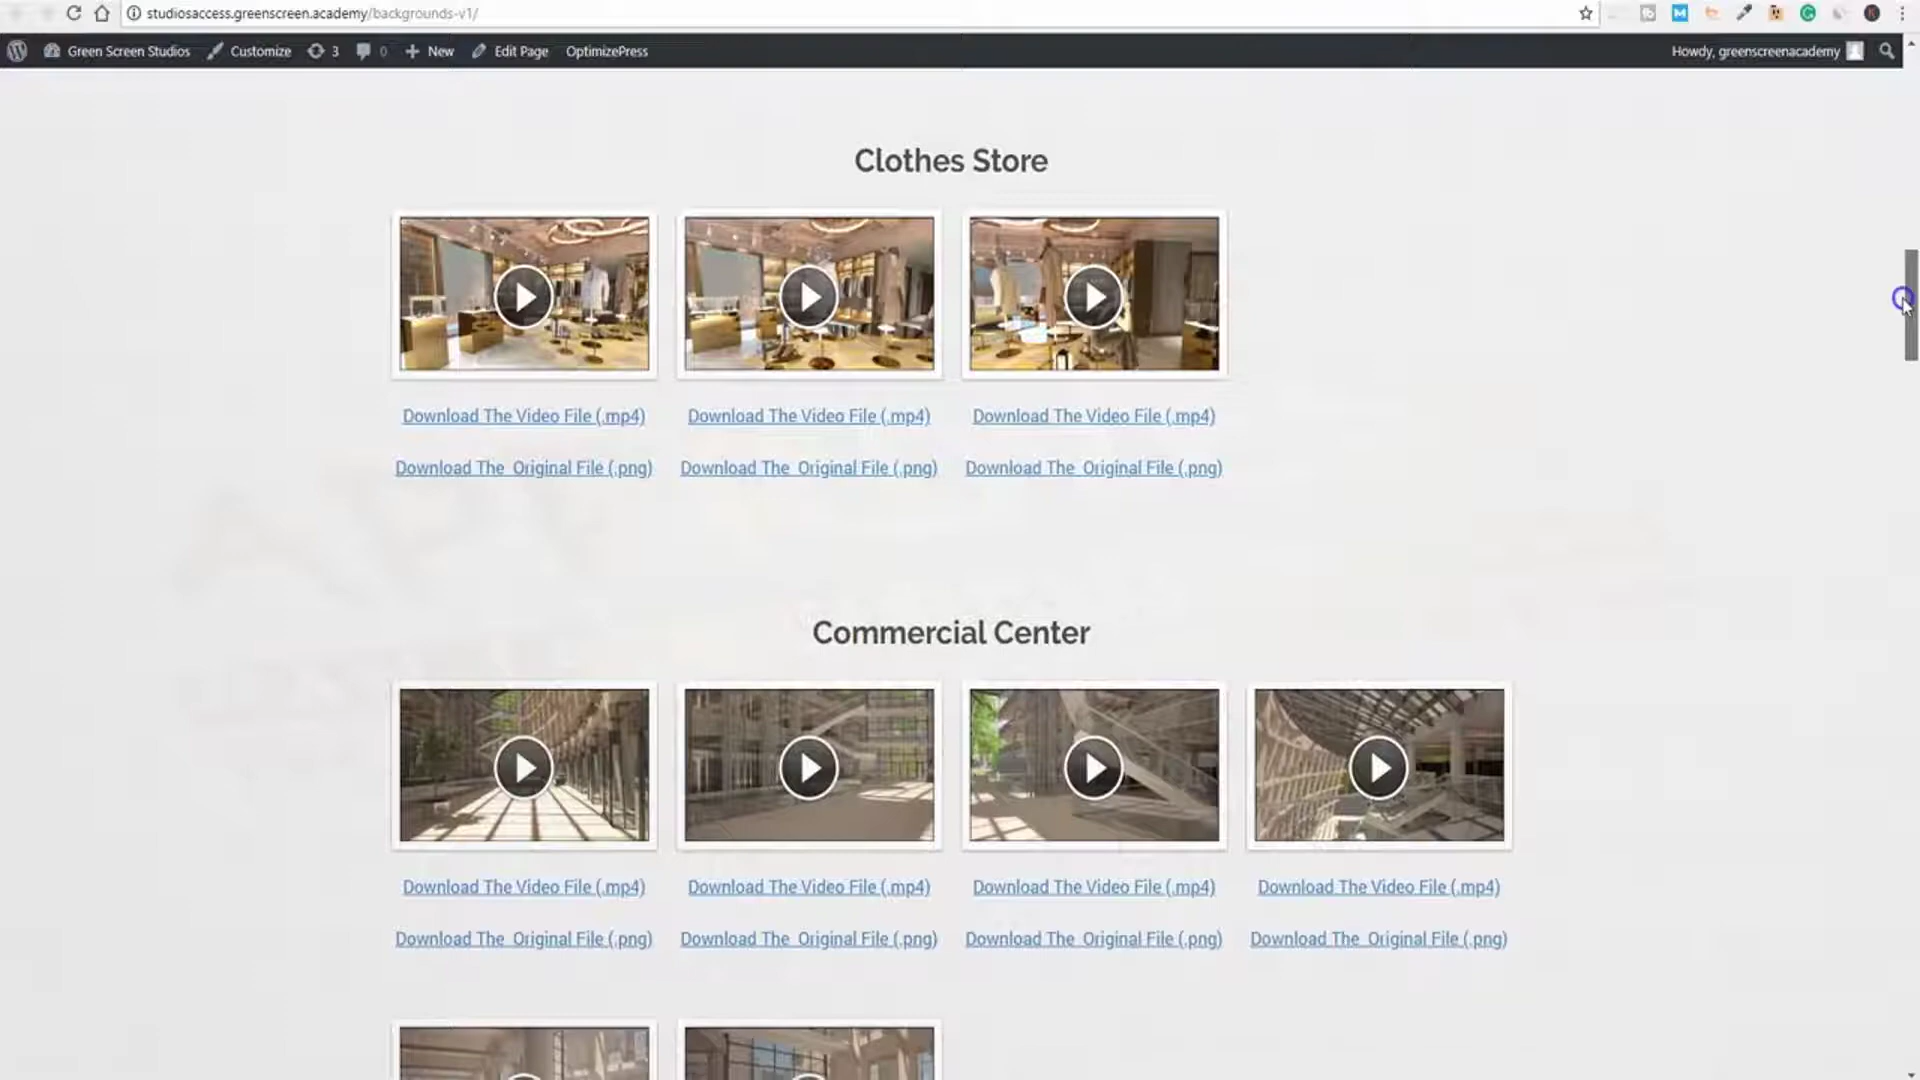 studiosaccess.greenscreen.academy/backgrounds-v1/
Green Screen Studios Customize 3 0 New Edit Page OptimizePress Howdy, greenscreenacademy
Clothes Store
Download The Video File (.mp4) Download The Video File (.mp4) Download The Video File (.mp4)
Download The Original File (.png) Download The Original File (.png) Download The Original File (.png)
Commercial Center
Download The Video File (.mp4) Download The Video File (.mp4) Download The Video File (.mp4) Download The Video File (.mp4)
Download The Original File (.png) Download The Original File (.png) Download The Original File (.png) Download The Original File (.png)